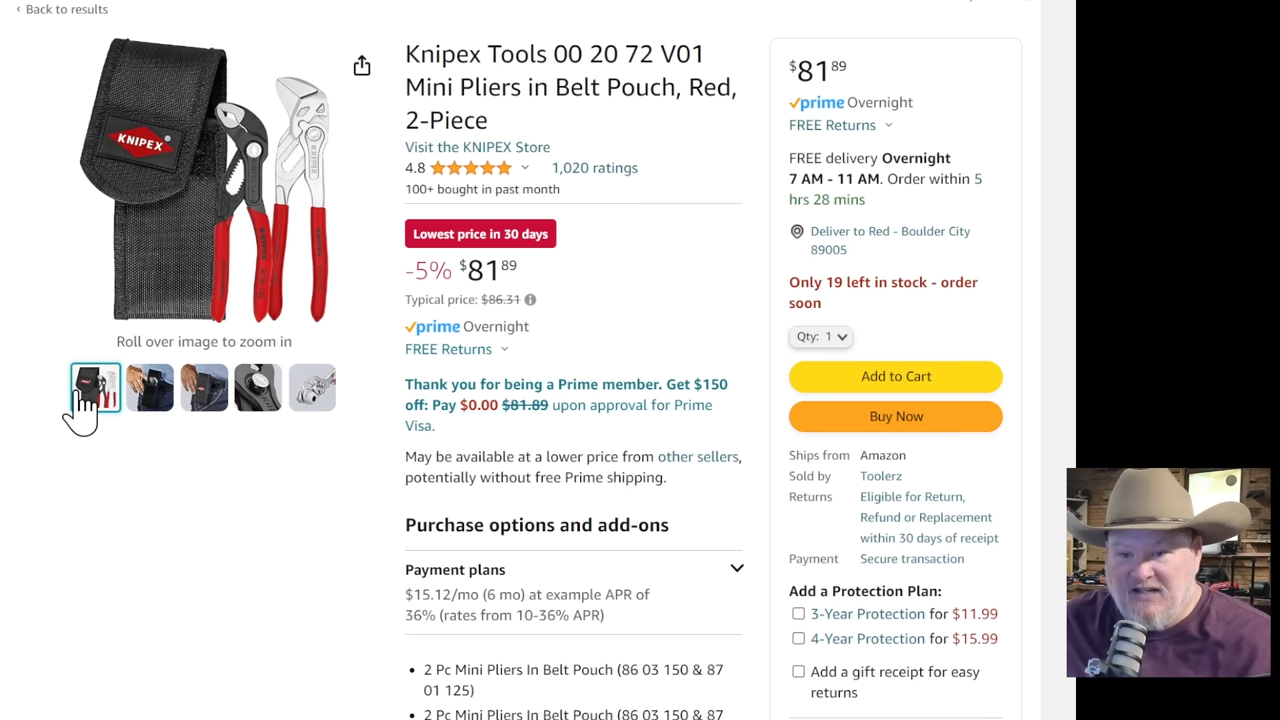 ‹ Back to results
KNIPEX
KNIPEX
Roll over image to zoom in
Knipex Tools 00 20 72 V01
Mini Pliers in Belt Pouch, Red,
2-Piece
Visit the KNIPEX Store
4.8 1,020 ratings
100+ bought in past month
Lowest price in 30 days
-5% $81 89
Typical price: $86.31
prime Overnight
FREE Returns
Thank you for being a Prime member. Get $150
off: Pay $0.00 $81.89 upon approval for Prime
Visa.
May be available at a lower price from other sellers,
potentially without free Prime shipping.
Purchase options and add-ons
Payment plans
$15.12/mo (6 mo) at example APR of
36% (rates from 10-36% APR)
• 2 Pc Mini Pliers In Belt Pouch (86 03 150 & 87
01 125)
• 2 Pc Mini Pliers In Belt Pouch (86 03 150 & 87
$81 89
prime Overnight
FREE Returns
FREE delivery Overnight
7 AM - 11 AM. Order within 5
hrs 28 mins
Deliver to Red - Boulder City
89005
Only 19 left in stock - order
soon
Qty: 1
Add to Cart
Buy Now
Ships from Amazon
Sold by Toolerz
Returns Eligible for Return,
Refund or Replacement
within 30 days of receipt
Payment Secure transaction
Add a Protection Plan:
3-Year Protection for $11.99
4-Year Protection for $15.99
Add a gift receipt for easy
returns